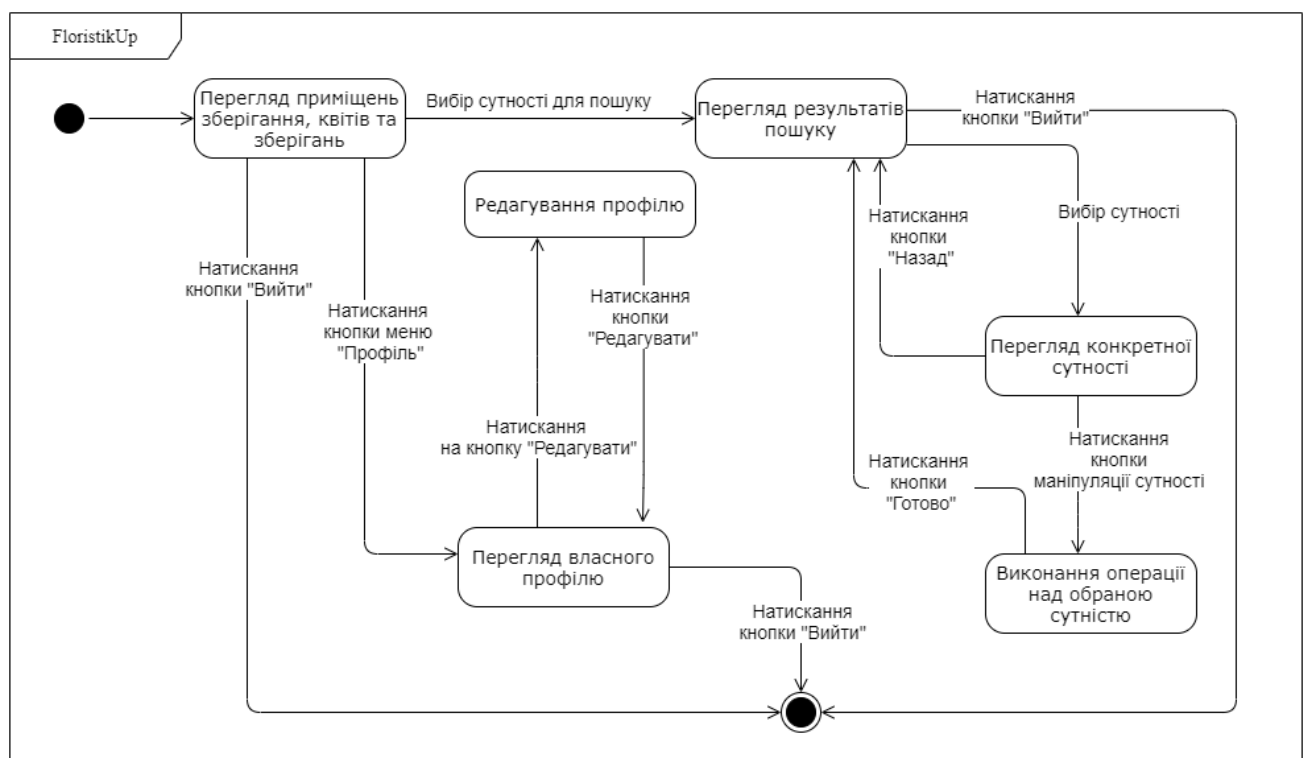 FloristikUp
Перегляд приміщень
зберігання, квітів та
зберігань
Вибір сутності для пошуку
Перегляд результатів
пошуку
Натискання
кнопки "Вийти"
Редагування профілю
Натискання
кнопки
"Назад"
Вибір сутності
Натискання
кнопки "Вийти"
Натискання
кнопки меню
"Профіль"
Натискання
кнопки
"Редагувати"
Перегляд конкретної
сутності
Натискання
на кнопку "Редагувати"
Натискання
кнопки
"Готово"
Натискання
кнопки
маніпуляції сутності
Перегляд власного
профілю
Виконання операції
над обраною
сутністю
Натискання
кнопки "Вийти"